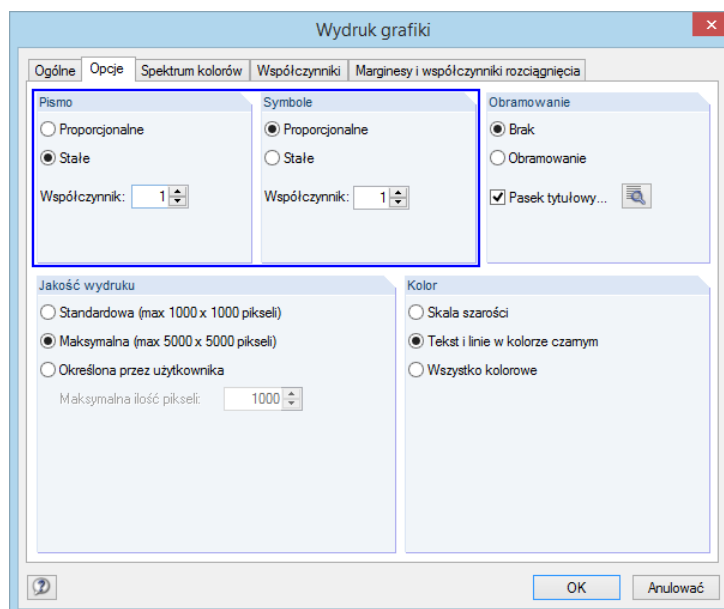 Wydruk grafiki
Ogólne Opcje Spektrum kolorów Współczynniki Marginesy i współczynniki rozciągnięcia
Pismo
Proporcjonalne
Stałe
Współczynnik: 1
Symbole
Proporcjonalne
Stałe
Współczynnik: 1
Obramowanie
Brak
Obramowanie
Pasek tytułowy...
Jakość wydruku
Standardowa (max 1000 x 1000 pikseli)
Maksymalna (max 5000 x 5000 pikseli)
Określona przez użytkownika
Maksymalna ilość pikseli: 1000
Kolor
Skala szarości
Tekst i linie w kolorze czarnym
Wszystko kolorowe
OK Anulować